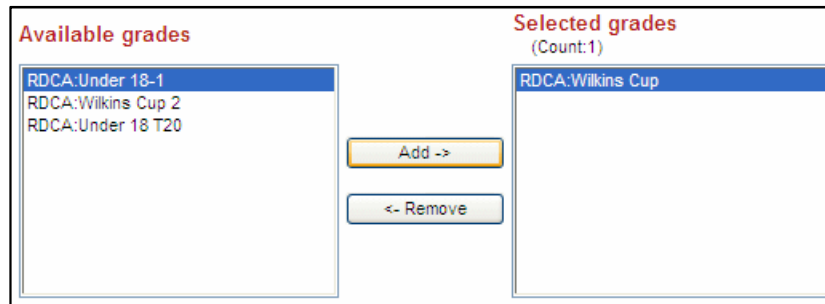 Available grades
RDCA:Under 18-1
RDCA:Wilkins Cup 2
RDCA:Under 18 T20
Add ->
<- Remove
Selected grades
(Count:1)
RDCA:Wilkins Cup